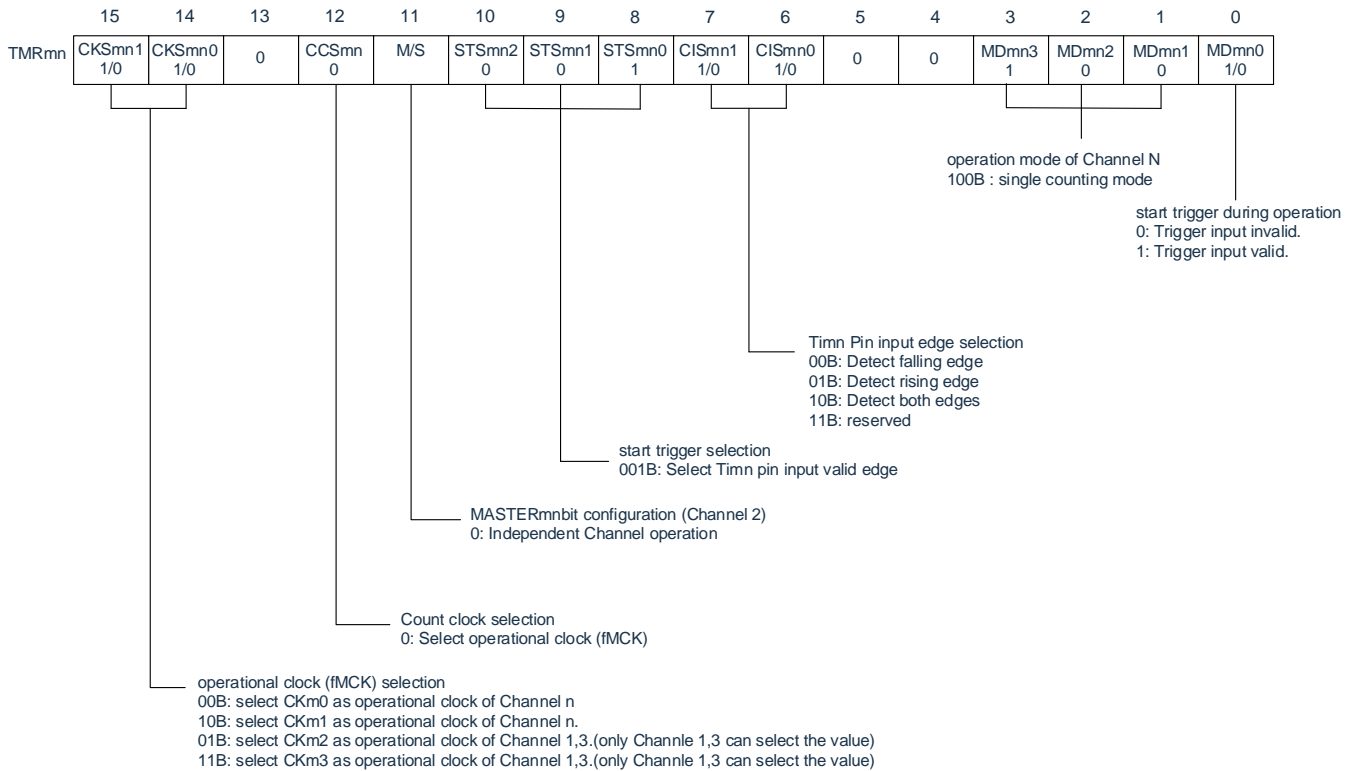 15 14 13 12 11 10 9 8 7 6 5 4 3 2 1 0
TMRmn CKSmn1 CKSmn0 0 CCSmn M/S STSmn2 STSmn1 STSmn0 CISmn1 CISmn0 0 0 MDmn3 MDmn2 MDmn1 MDmn0
1/0 1/0 0 0 0 1 1/0 1/0 1 0 0 1/0
operation mode of Channel N
100B : single counting mode
start trigger during operation
0: Trigger input invalid.
1: Trigger input valid.
Timn Pin input edge selection
00B: Detect falling edge
01B: Detect rising edge
10B: Detect both edges
11B: reserved
start trigger selection
001B: Select Timn pin input valid edge
MASTERmnbit configuration (Channel 2)
0: Independent Channel operation
Count clock selection
0: Select operational clock (fMCK)
operational clock (fMCK) selection
00B: select CKm0 as operational clock of Channel n
10B: select CKm1 as operational clock of Channel n.
01B: select CKm2 as operational clock of Channel 1,3.(only Channle 1,3 can select the value)
11B: select CKm3 as operational clock of Channel 1,3.(only Channle 1,3 can select the value)